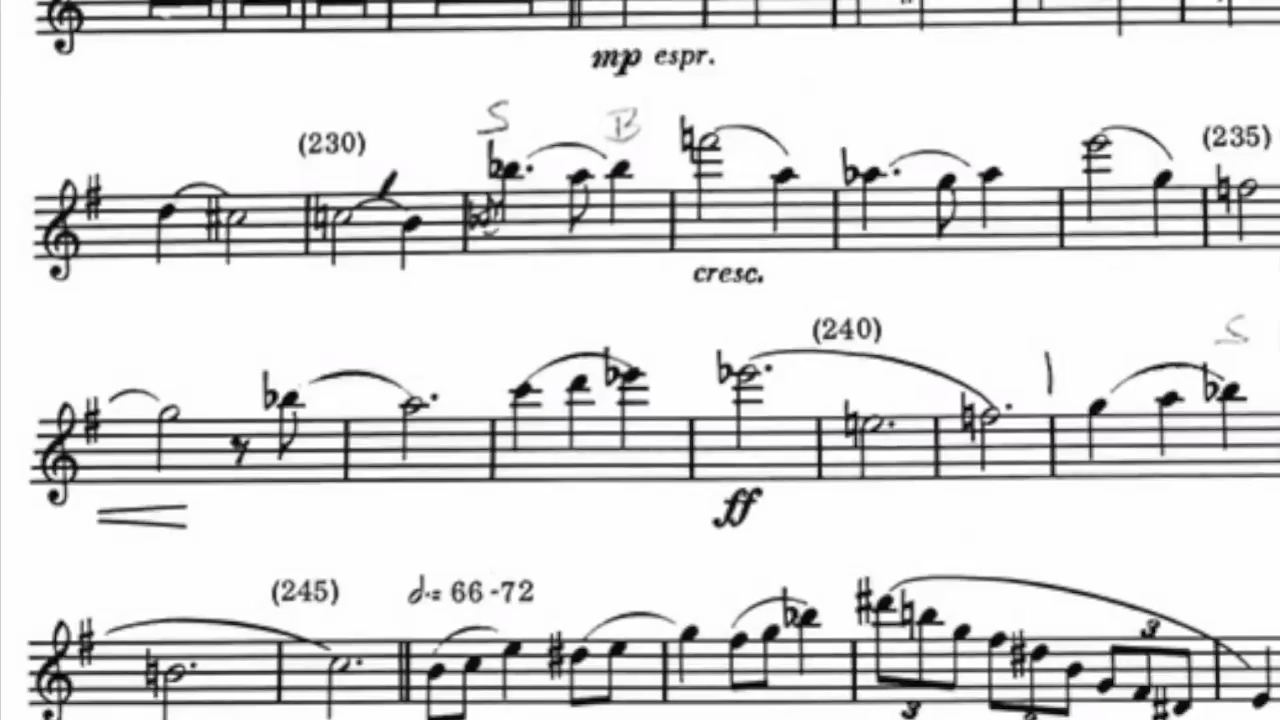 mp espr.
S B
(230) (235)
cresc.
(240)
S
ff
(245) 𝅗𝅥. = 66-72
3
3